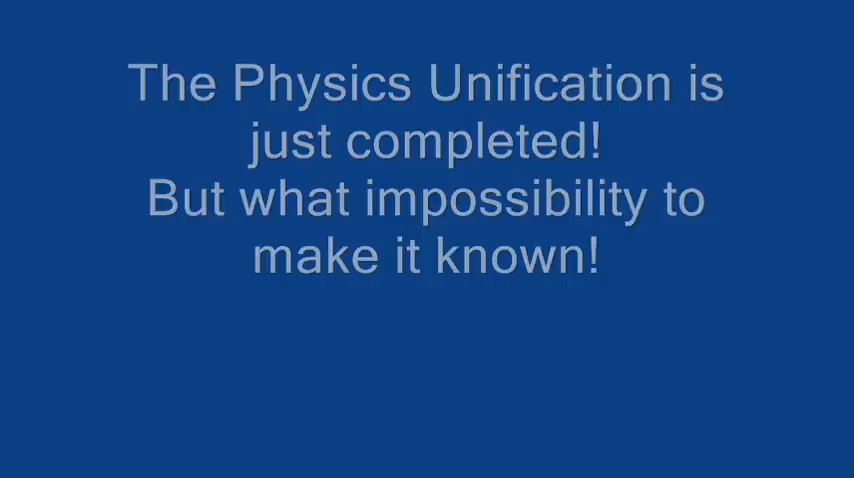 The Physics Unification is
just completed!
But what impossibility to
make it known!